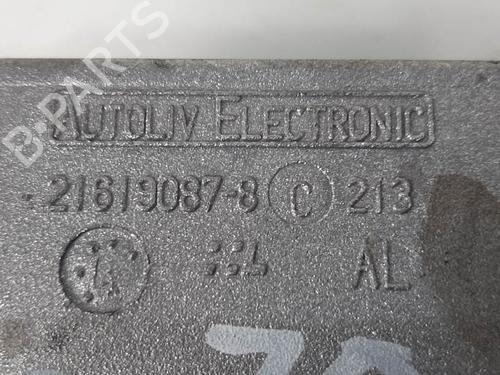 AUTOLIV ELECTRONIC
21619087-8 C 213
AL
B-PARTS